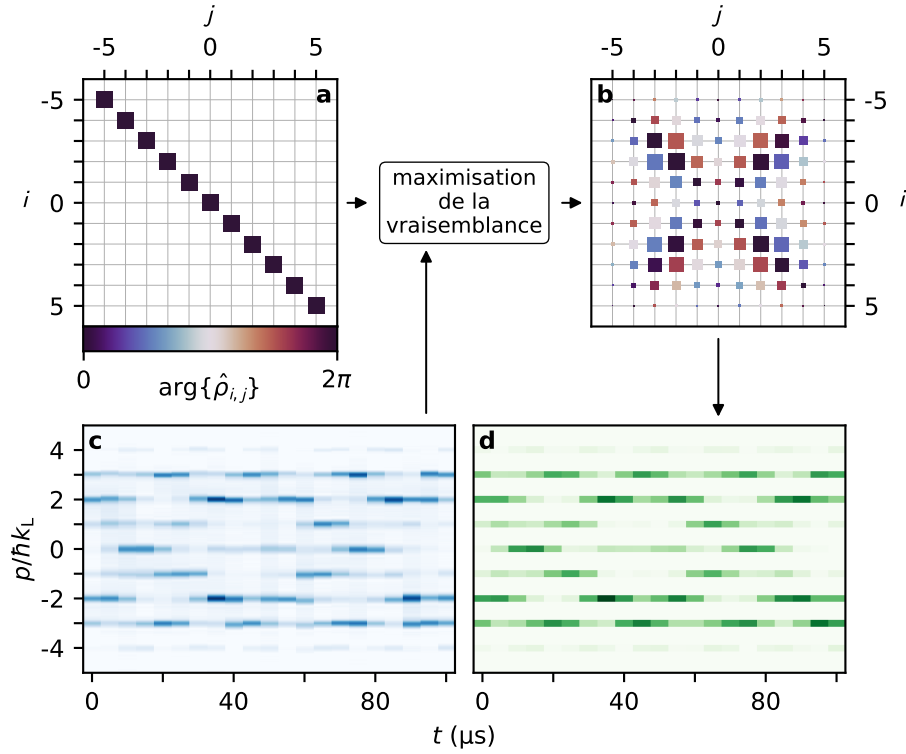 j
j
-5 0 5
-5 0 5
a
b
-5
0
5
i
-5
0
5
i
maximisation
de la
vraisemblance
0
2π
arg{ρ̂i,j}
c
d
4
2
0
-2
-4
p/ħkL
0 40 80
0 40 80
t (µs)